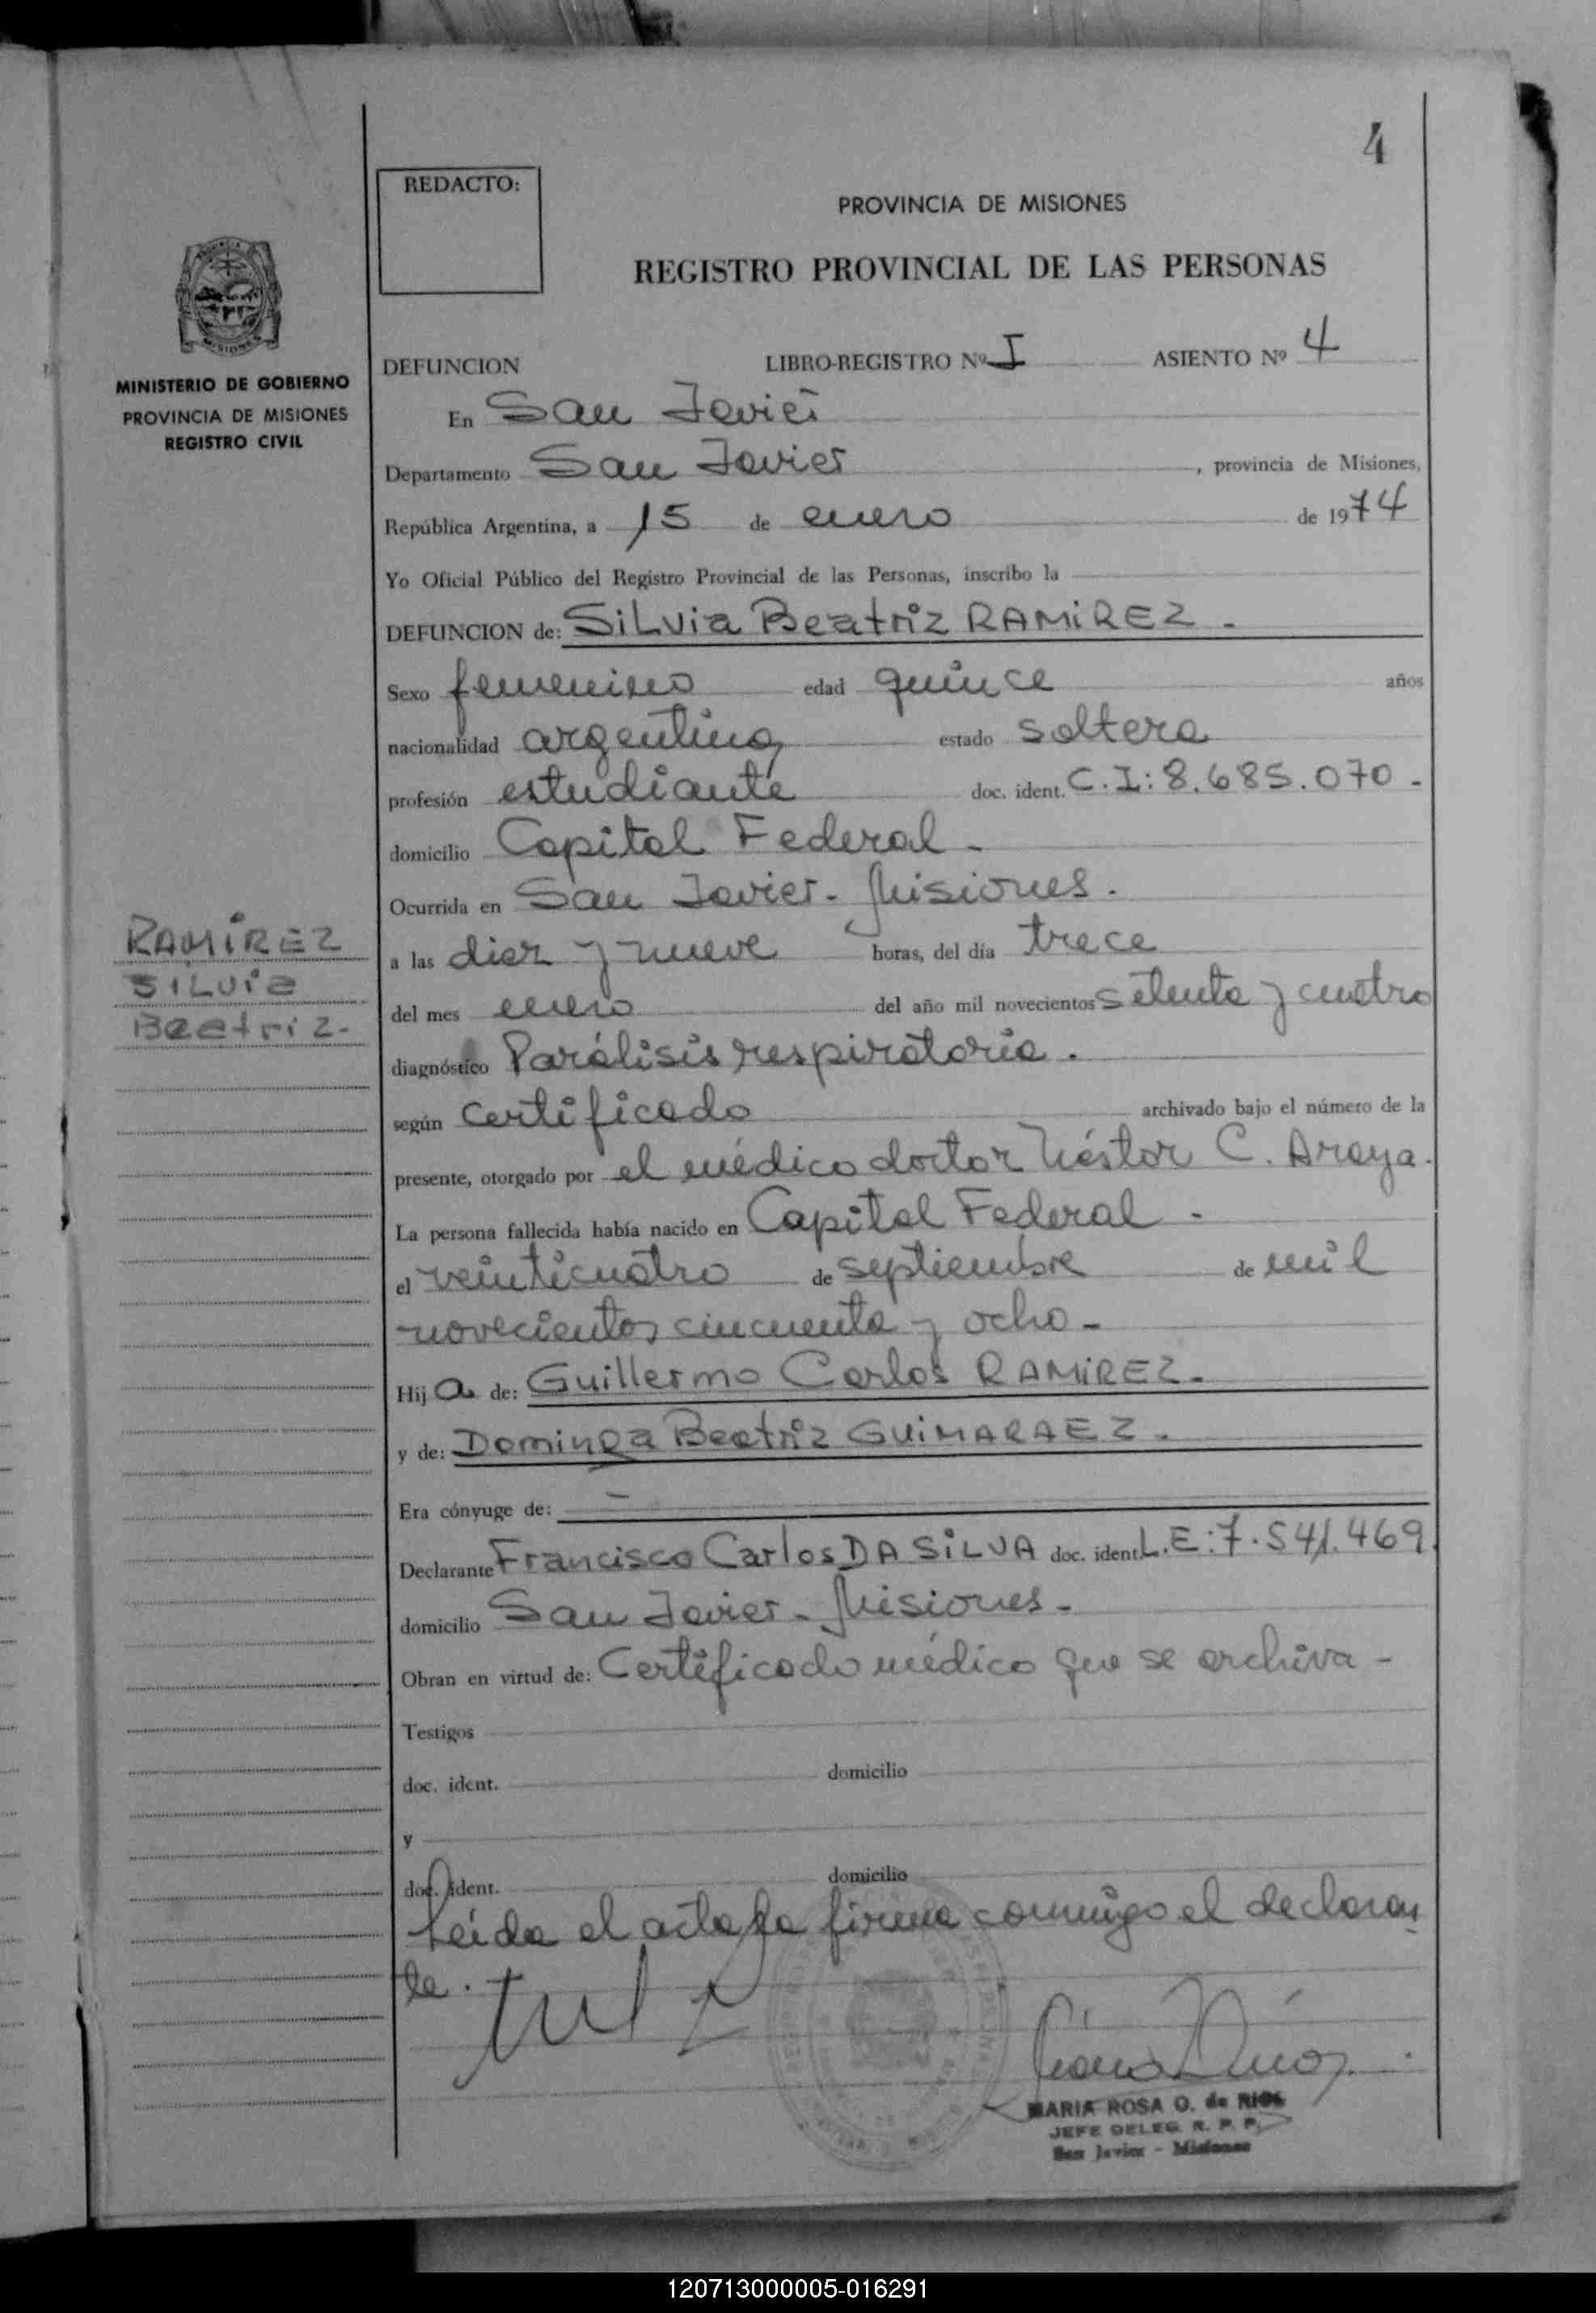 4
REDACTO:
PROVINCIA DE MISIONES
REGISTRO PROVINCIAL DE LAS PERSONAS
MINISTERIO DE GOBIERNO
PROVINCIA DE MISIONES
REGISTRO CIVIL
DEFUNCION LIBRO-REGISTRO Nº I ASIENTO Nº 4
En San Javier
Departamento San Javier, provincia de Misiones,
República Argentina, a 15 de enero de 1974
Yo Oficial Público del Registro Provincial de las Personas, inscribo la
DEFUNCION de: SiLvia Beatriz RAMIREZ.
Sexo femenino edad quince años
nacionalidad argentina estado soltera
profesión estudiante doc. ident. C.I: 8.685.070.
domicilio Capital Federal -
Ocurrida en San Javier - Misiones.
a las diez y nueve horas, del día trece
del mes enero del año mil novecientos setenta y cuatro
diagnóstico Parálisis respiratoria.
según certificado archivado bajo el número de la
presente, otorgado por el médico doctor Héstor C. Araya.
La persona fallecida había nacido en Capital Federal -
el veinticuatro de septiembre de mil
novecientos cincuenta y ocho -
Hija de: Guillermo Carlos RAMIREZ.
y de: Dominga Beatriz GUIMARAEZ.
Era cónyuge de: -
Declarante Francisco Carlos DA SILVA doc. ident. L.E: 7.541.469.
domicilio San Javier - Misiones -
Obran en virtud de: Certificado médico que se archiva -
Testigos
doc. ident. domicilio
y
doc. ident. domicilio
Leída el acta la firma conmigo el declaran
te.
RAMIREZ
SILVIA
Beatriz.
MARIA ROSA O. de RIOS
JEFE DELEG. R. P. P.
San Javier - Misiones
120713000005-016291